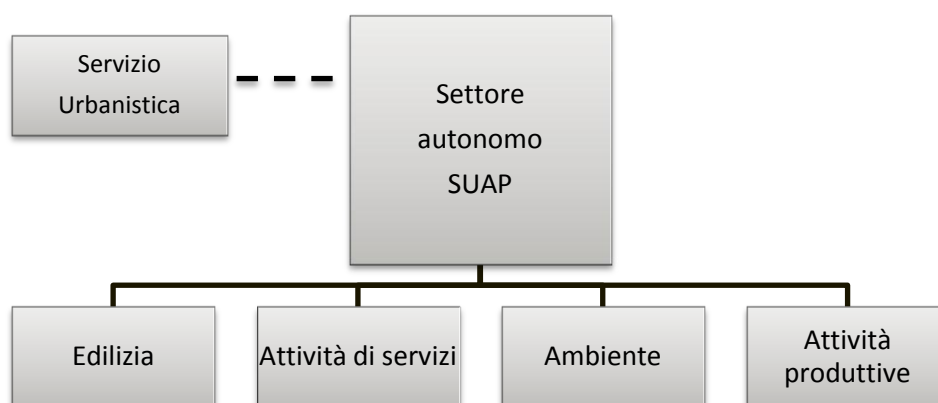 Servizio
Urbanistica
Settore
autonomo
SUAP
Edilizia
Attività di servizi
Ambiente
Attività
produttive